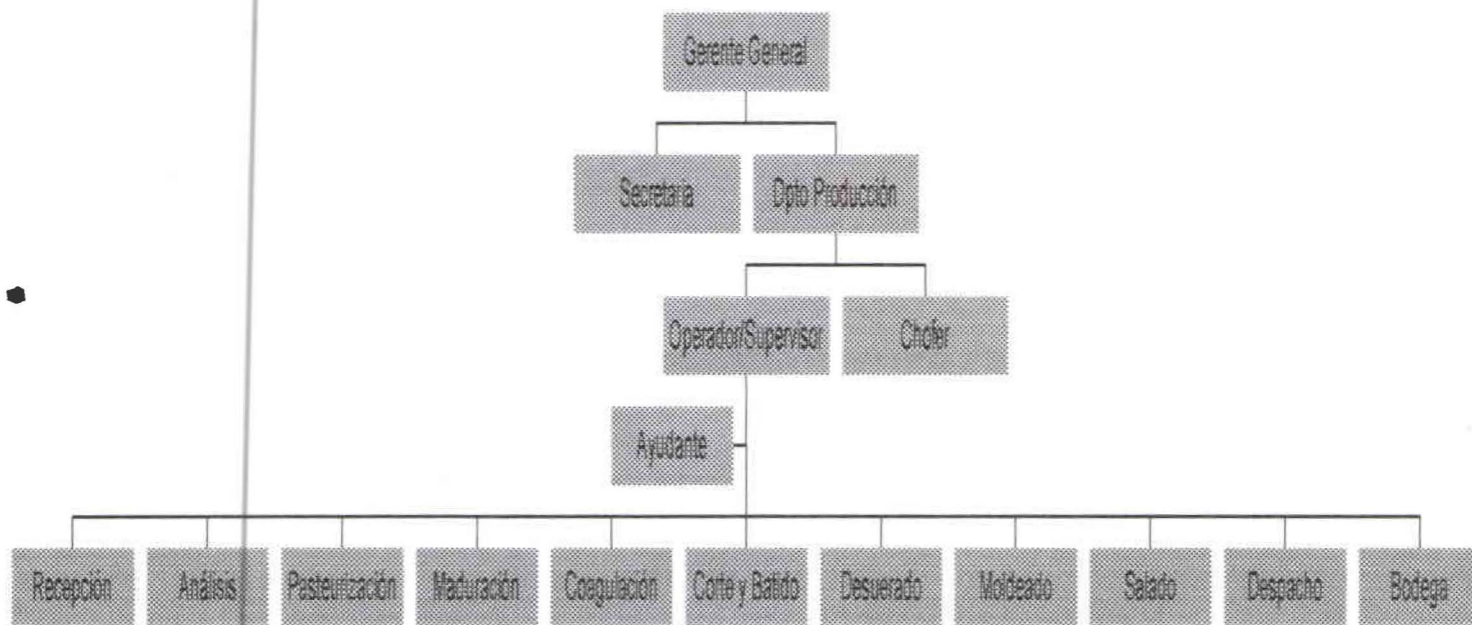 Gerente General
Secretaria
Dpto Producción
Operador/Supervisor
Chofer
Ayudante
Recepción
Análisis
Pasteurización
Maduración
Coagulación
Corte y Batido
Desuerado
Moldeado
Salado
Despacho
Bodega